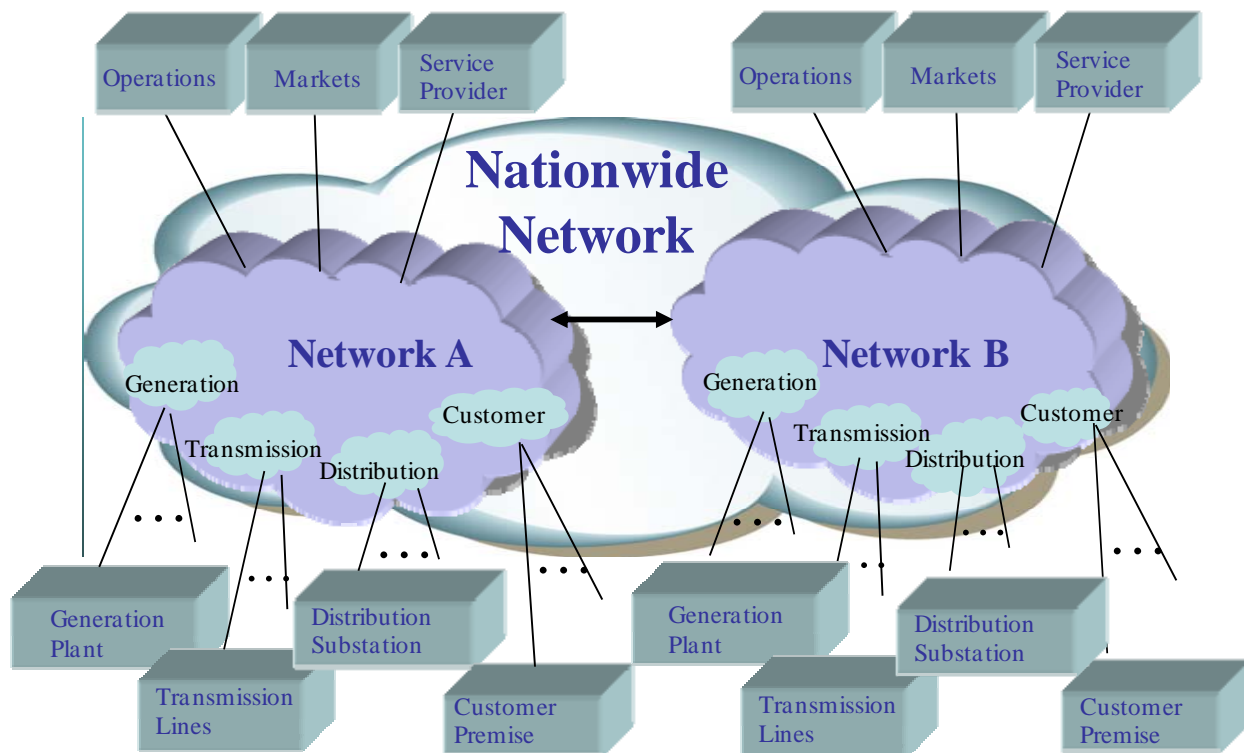 Operations
Markets
Service
Provider
Operations
Markets
Service
Provider
Nationwide
Network
Network A
Generation
Transmission
Distribution
Customer
Network B
Generation
Transmission
Distribution
Customer
Generation
Plant
Transmission
Lines
Distribution
Substation
Customer
Premise
Generation
Plant
Transmission
Lines
Distribution
Substation
Customer
Premise